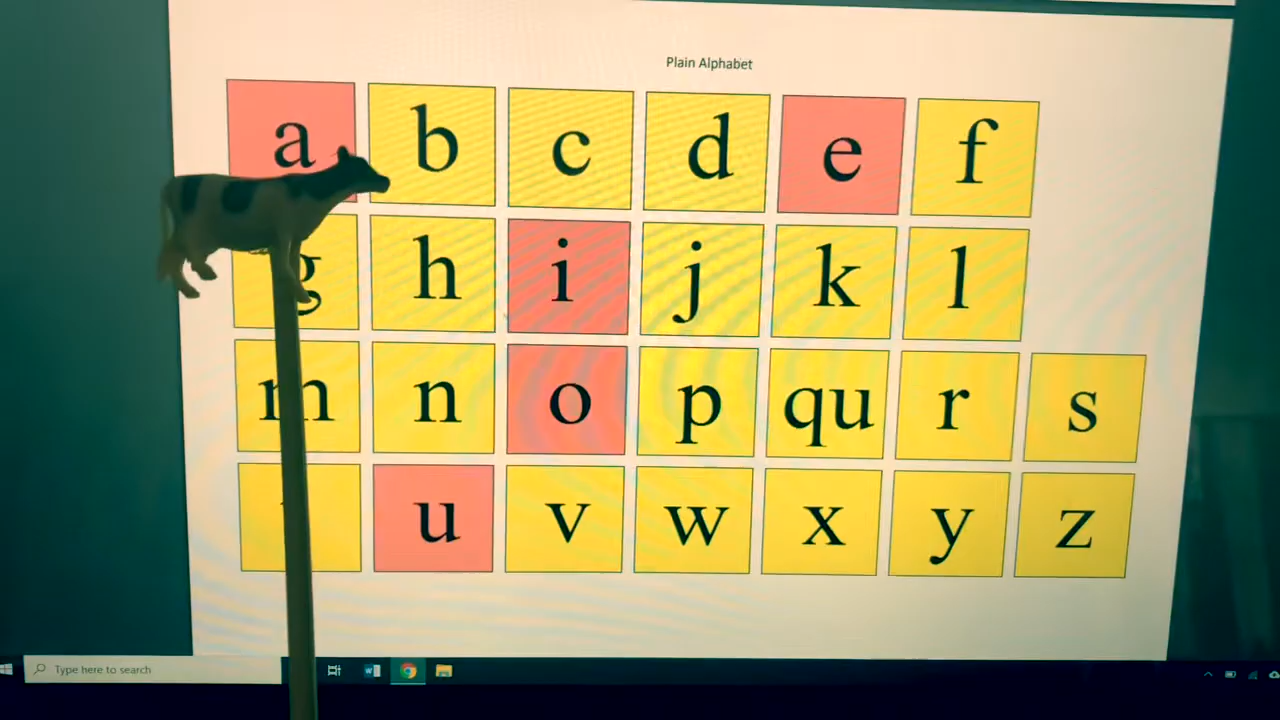 Plain Alphabet
a b c d e f
g h i j k l
m n o p qu r s
u v w x y z
Type here to search